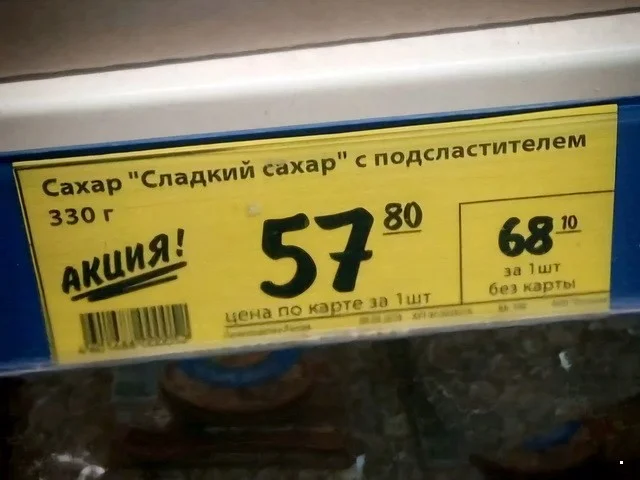 Сахар "Сладкий сахар" с подсластителем
330 г
АКЦИЯ!
57 80
цена по карте за 1шт
68 10
за 1шт
без карты